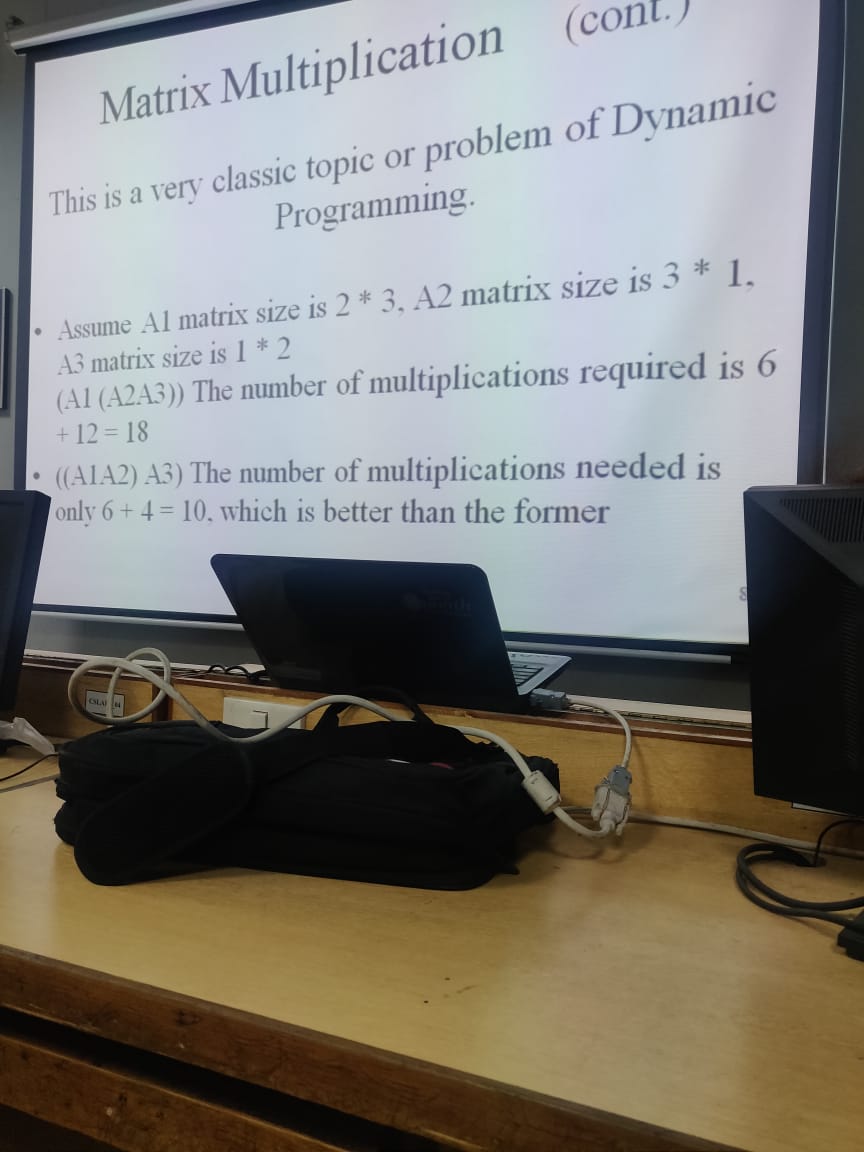 Matrix Multiplication (cont.)
This is a very classic topic or problem of Dynamic
Programming.
• Assume A1 matrix size is 2 * 3, A2 matrix size is 3 * 1,
A3 matrix size is 1 * 2
(A1 (A2A3)) The number of multiplications required is 6
+ 12 = 18
• ((A1A2) A3) The number of multiplications needed is
only 6 + 4 = 10, which is better than the former